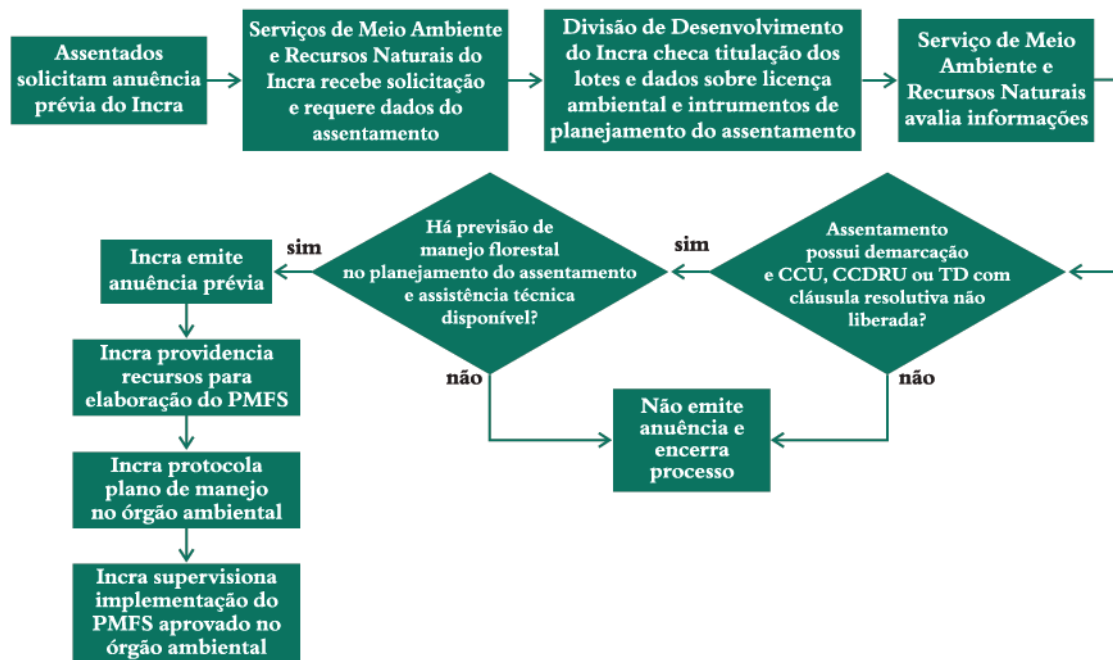 Assentados
solicitam anuência
prévia do Incra
Serviços de Meio Ambiente
e Recursos Naturais do
Incra recebe solicitação
e requere dados do
assentamento
Divisão de Desenvolvimento
do Incra checa titulação dos
lotes e dados sobre licença
ambiental e intrumentos de
planejamento do assentamento
Serviço de Meio
Ambiente e
Recursos Naturais
avalia informações
Assentamento
possui demarcação
e CCU, CCDRU ou TD com
cláusula resolutiva não
liberada?
sim
não
Há previsão de
manejo florestal
no planejamento do assentamento
e assistência técnica
disponível?
sim
não
Não emite
anuência e
encerra
processo
Incra emite
anuência prévia
Incra providencia
recursos para
elaboração do PMFS
Incra protocola
plano de manejo
no órgão ambiental
Incra supervisiona
implementação do
PMFS aprovado no
órgão ambiental